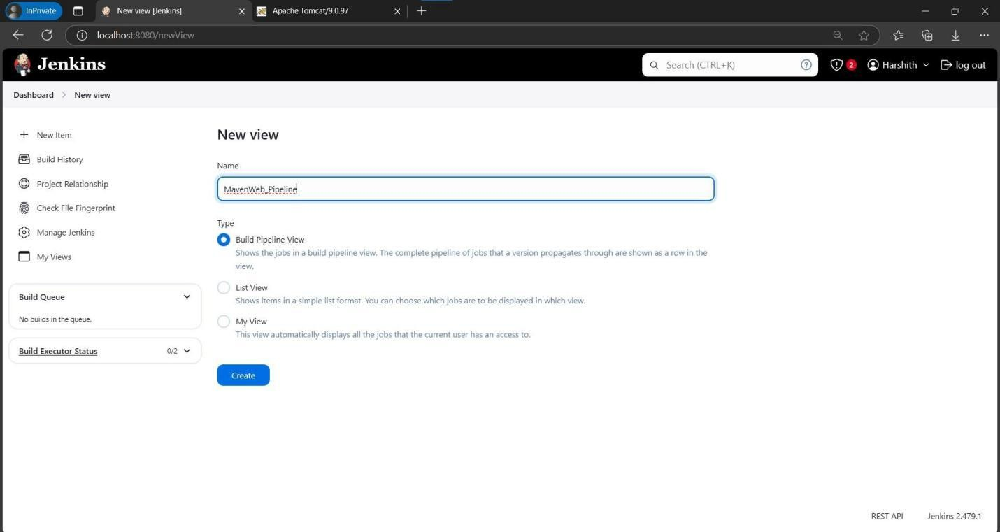 InPrivate
New view [Jenkins]
Apache Tomcat/9.0.97
localhost:8080/newView
Jenkins
Search (CTRL+K)
2
Harshith
log out
Dashboard
New view
New Item
Build History
Project Relationship
Check File Fingerprint
Manage Jenkins
My Views
Build Queue
No builds in the queue.
Build Executor Status
0/2
New view
Name
MavenWeb_Pipeline
Type
Build Pipeline View
Shows the jobs in a build pipeline view. The complete pipeline of jobs that a version propagates through are shown as a row in the
view.
List View
Shows items in a simple list format. You can choose which jobs are to be displayed in which view.
My View
This view automatically displays all the jobs that the current user has an access to.
Create
REST API
Jenkins 2.479.1